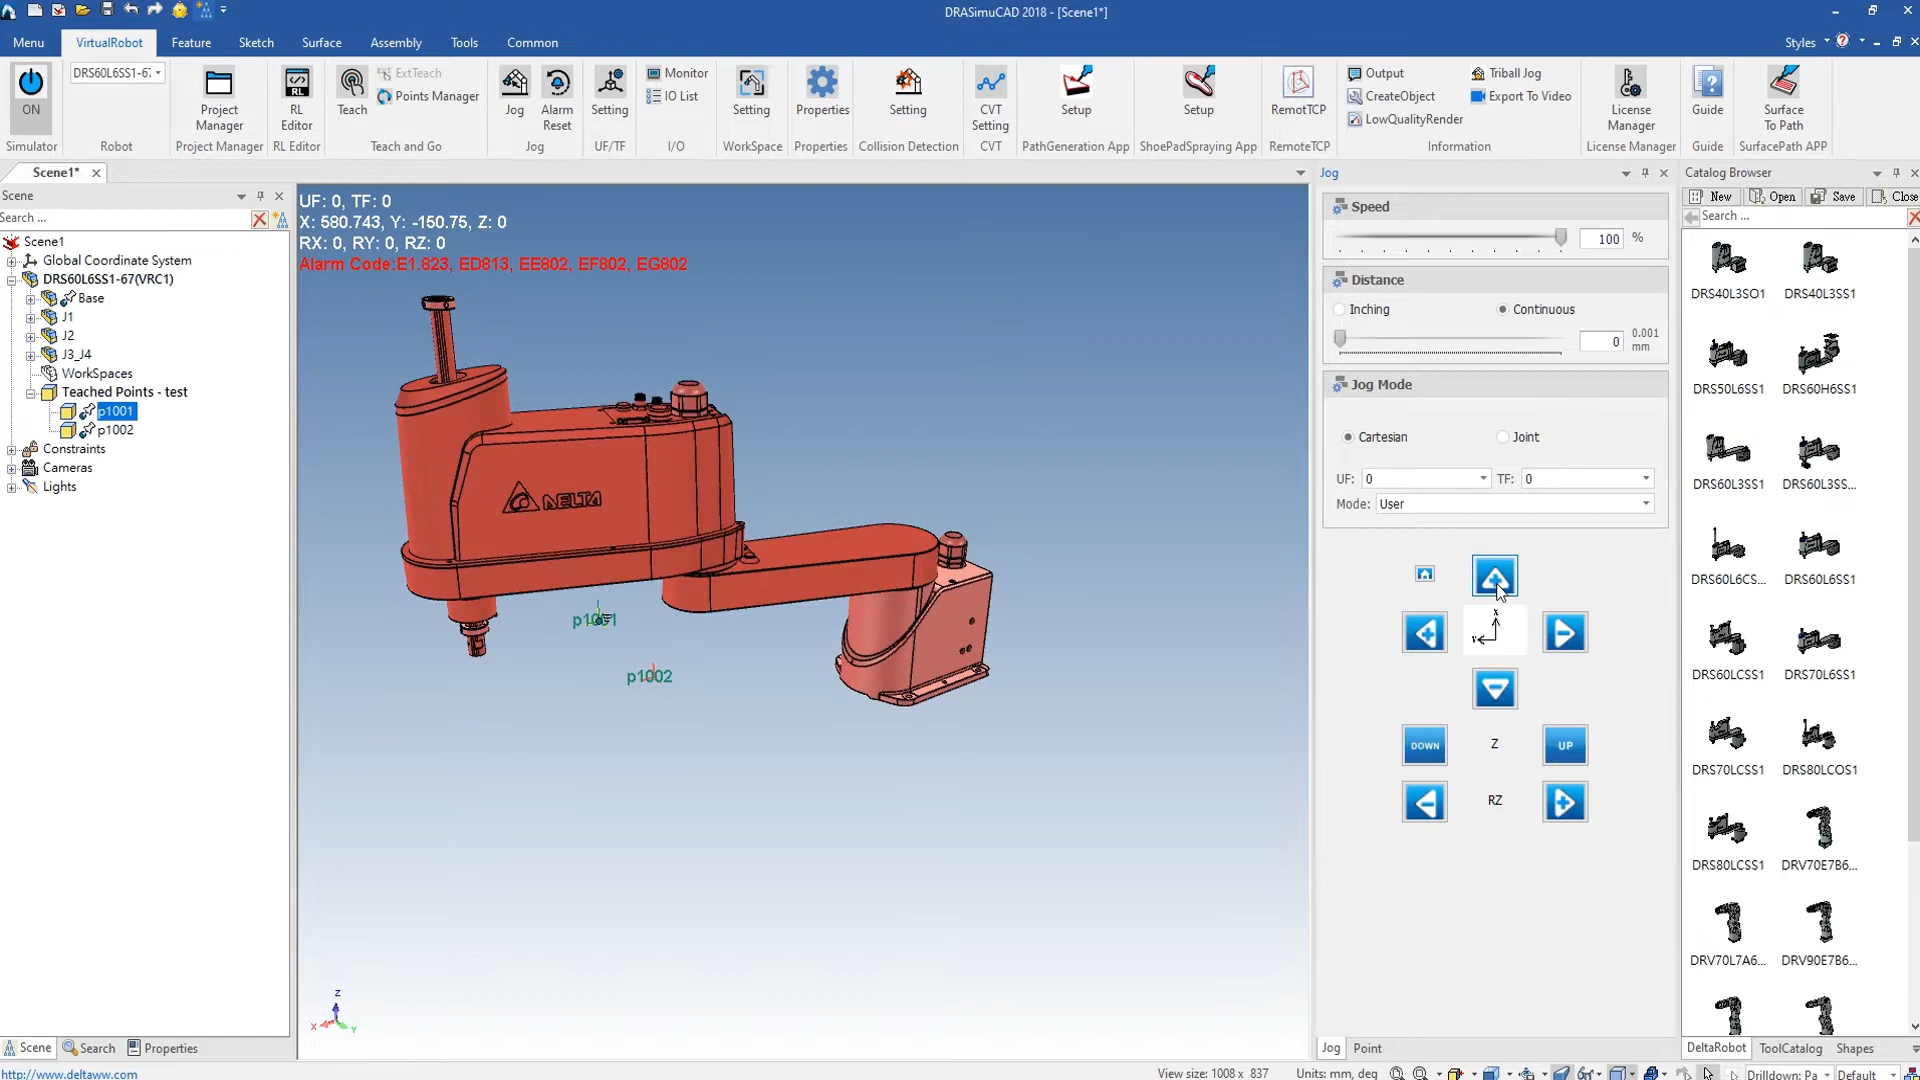 DRASimuCAD 2018 - [Scene1*]
Menu VirtualRobot Feature Sketch Surface Assembly Tools Common Styles
DRS60L6SS1-67
ON
Project Manager
RL Editor
Teach
ExtTeach
Points Manager
Jog
Alarm Reset
Setting
Monitor
IO List
Setting
Properties
Setting
CVT Setting
Setup
Setup
RemotTCP
Output
CreateObject
LowQualityRender
Triball Jog
Export To Video
License Manager
Guide
Surface To Path
Simulator Robot Project Manager RL Editor Teach and Go Jog UF/TF I/O WorkSpace Properties Collision Detection CVT PathGeneration App ShoePadSpraying App RemoteTCP Information License Manager Guide SurfacePath APP
Scene1*
Scene
Search ...
Scene1
Global Coordinate System
DRS60L6SS1-67(VRC1)
Base
J1
J2
J3_J4
WorkSpaces
Teached Points - test
p1001
p1002
Constraints
Cameras
Lights
Scene Search Properties
http://www.deltaww.com
UF: 0, TF: 0
X: 580.743, Y: -150.75, Z: 0
RX: 0, RY: 0, RZ: 0
Alarm Code:E1.823, ED813, EE802, EF802, EG802
DELTA
p1001
p1002
Z
X
Y
Jog
Speed
100 %
Distance
Inching Continuous
0 0.001 mm
Jog Mode
Cartesian Joint
UF: 0 TF: 0
Mode: User
X
Y
DOWN Z UP
RZ
Jog Point
Catalog Browser
New Open Save Close
Search ...
DRS40L3SO1 DRS40L3SS1
DRS50L6SS1 DRS60H6SS1
DRS60L3SS1 DRS60L3SS...
DRS60L6CS... DRS60L6SS1
DRS60LCSS1 DRS70L6SS1
DRS70LCSS1 DRS80LCOS1
DRS80LCSS1 DRV70E7B6...
DRV70L7A6... DRV90E7B6...
DeltaRobot ToolCatalog Shapes
View size: 1008 x 837 Units: mm, deg Drilldown: Pa Default